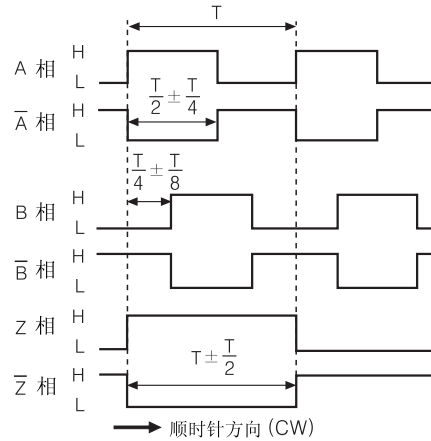 T
A 相 H
L
T/2 ± T/4
A̅ 相 H
L
T/4 ± T/8
B 相 H
L
B̅ 相 H
L
Z 相 H
L
T ± T/2
Z̅ 相 H
L
顺时针方向 (CW)